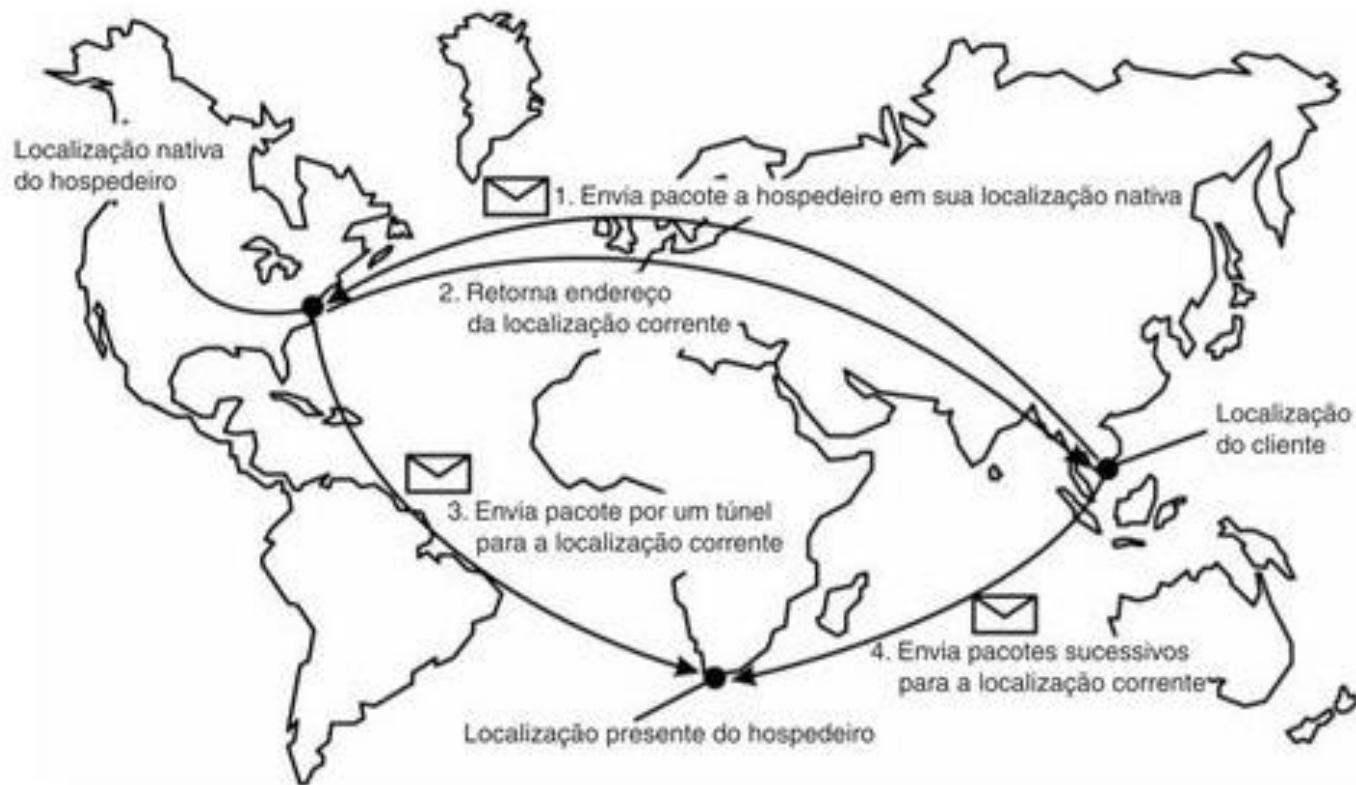 Localização nativa
do hospedeiro
1. Envia pacote a hospedeiro em sua localização nativa
2. Retorna endereço
da localização corrente
Localização
do cliente
3. Envia pacote por um túnel
para a localização corrente
4. Envia pacotes sucessivos
para a localização corrente
Localização presente do hospedeiro